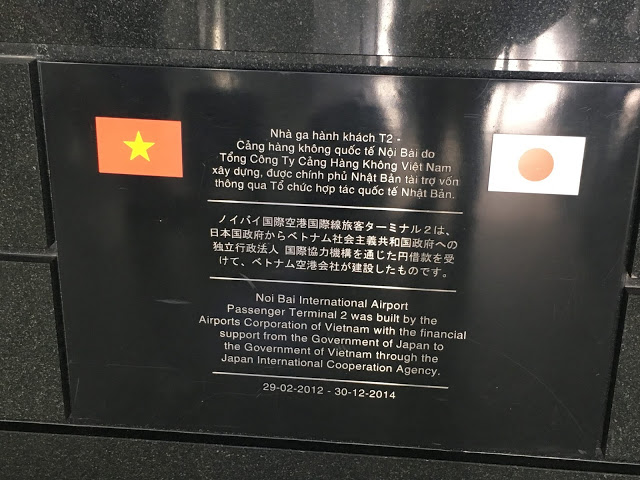 Nhà ga hành khách T2 -
Cảng hàng không quốc tế Nội Bài do
Tổng Công Ty Cảng Hàng Không Việt Nam
xây dựng, được chính phủ Nhật Bản tài trợ vốn
thông qua Tổ chức hợp tác quốc tế Nhật Bản.
ノイバイ国際空港国際線旅客ターミナル2は、
日本国政府からベトナム社会主義共和国政府への
独立行政法人 国際協力機構を通じた円借款を受
けて、ベトナム空港会社が建設したものです。
Noi Bai International Airport
Passenger Terminal 2 was built by the
Airports Corporation of Vietnam with the financial
support from the Government of Japan to
the Government of Vietnam through the
Japan International Cooperation Agency.
29-02-2012 - 30-12-2014